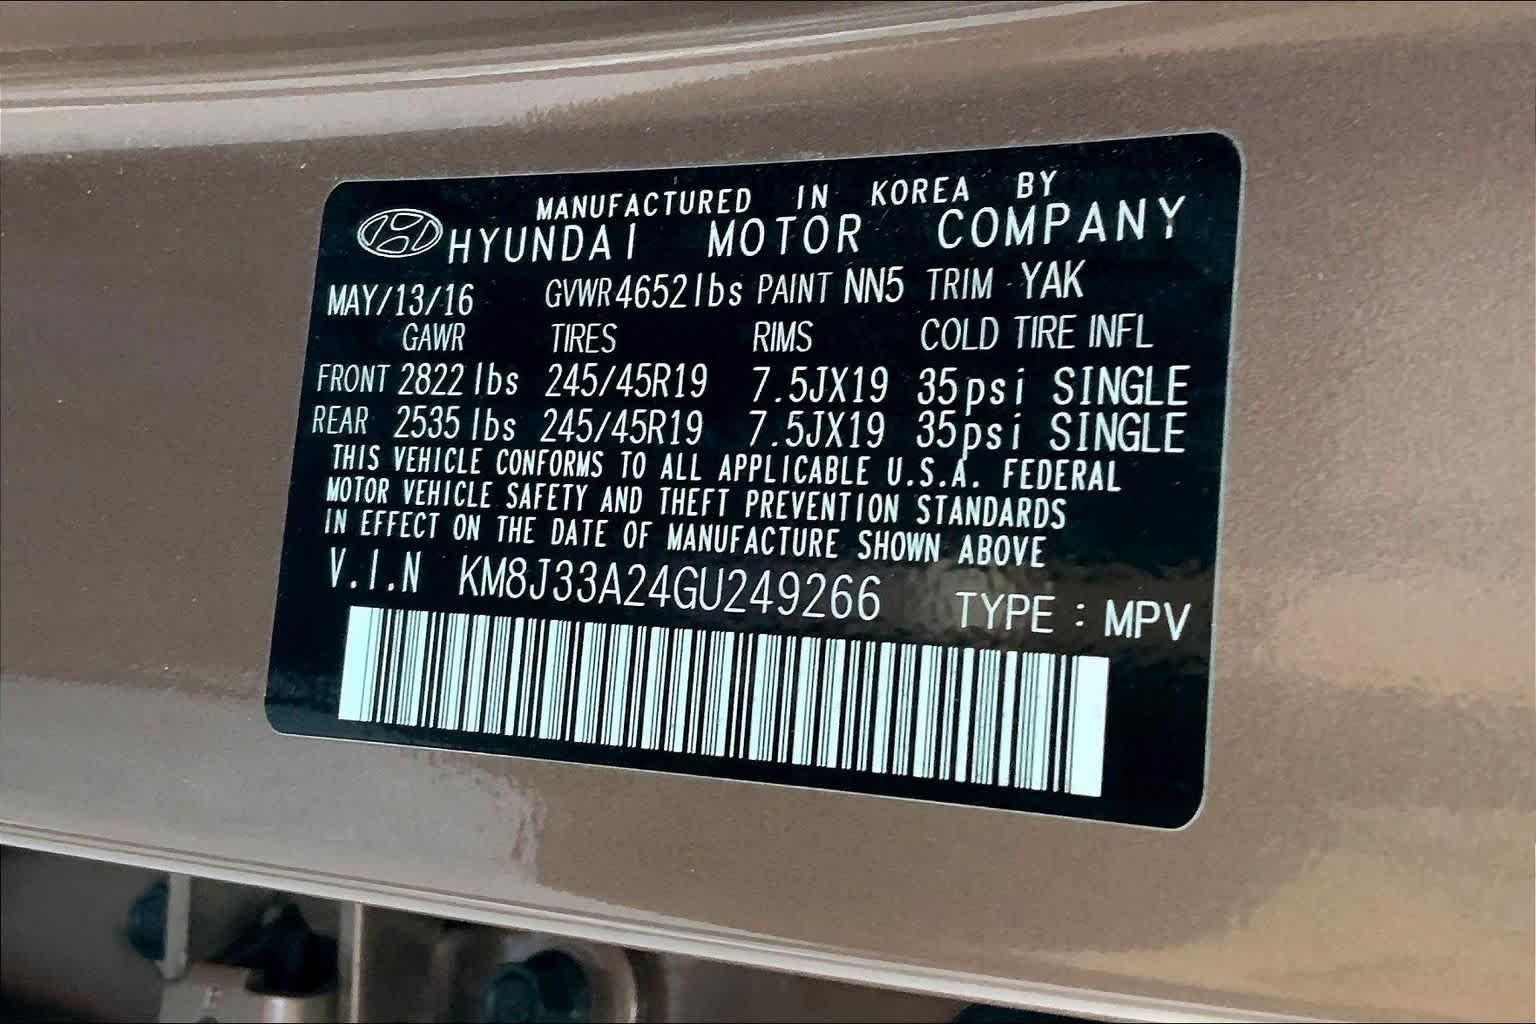 MANUFACTURED IN KOREA BY
HYUNDAI MOTOR COMPANY
MAY/13/16 GVWR 4652 lbs PAINT NN5 TRIM YAK
GAWR TIRES RIMS COLD TIRE INFL
FRONT 2822 lbs 245/45R19 7.5JX19 35psi SINGLE
REAR 2535 lbs 245/45R19 7.5JX19 35psi SINGLE
THIS VEHICLE CONFORMS TO ALL APPLICABLE U.S.A. FEDERAL
MOTOR VEHICLE SAFETY AND THEFT PREVENTION STANDARDS
IN EFFECT ON THE DATE OF MANUFACTURE SHOWN ABOVE
V.I.N KM8J33A24GU249266 TYPE : MPV